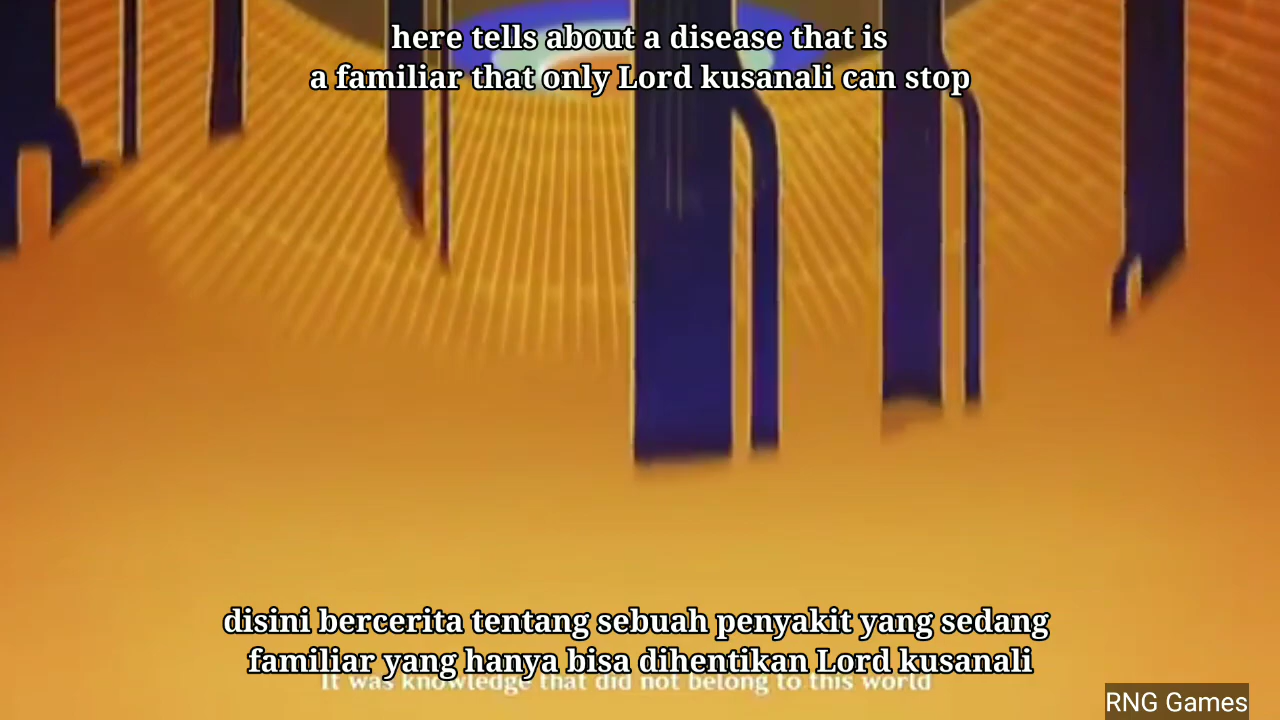 here tells about a disease that is
a familiar that only Lord kusanali can stop
disini bercerita tentang sebuah penyakit yang sedang
familiar yang hanya bisa dihentikan Lord kusanali
It was knowledge that did not belong to this world
RNG Games